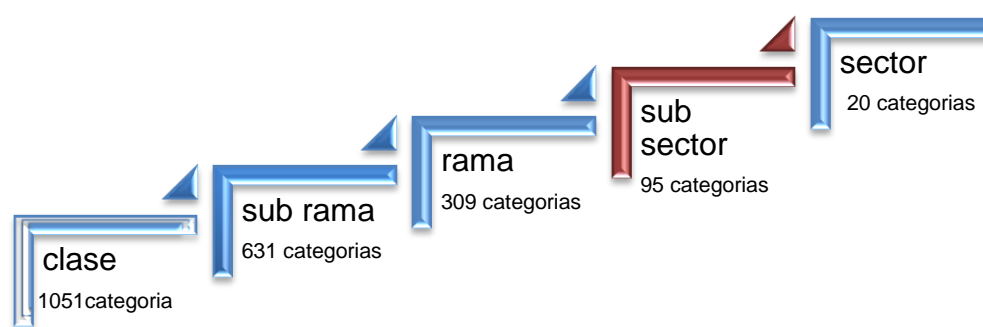 clase
1051categoria
sub rama
631 categorias
rama
309 categorias
sub
sector
95 categorias
sector
20 categorias